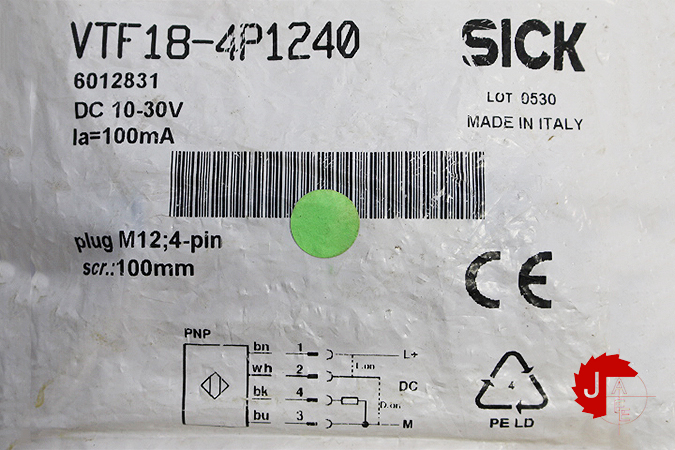 VTF18-4P1240
SICK
6012831
DC 10-30V
Ia=100mA
LOT 0530
MADE IN ITALY
plug M12;4-pin
scr.:100mm
CE
PNP
bn 1 L+
L.on
wh 2
DC
bk 4
D.on
bu 3 M
4
PE LD
J
A